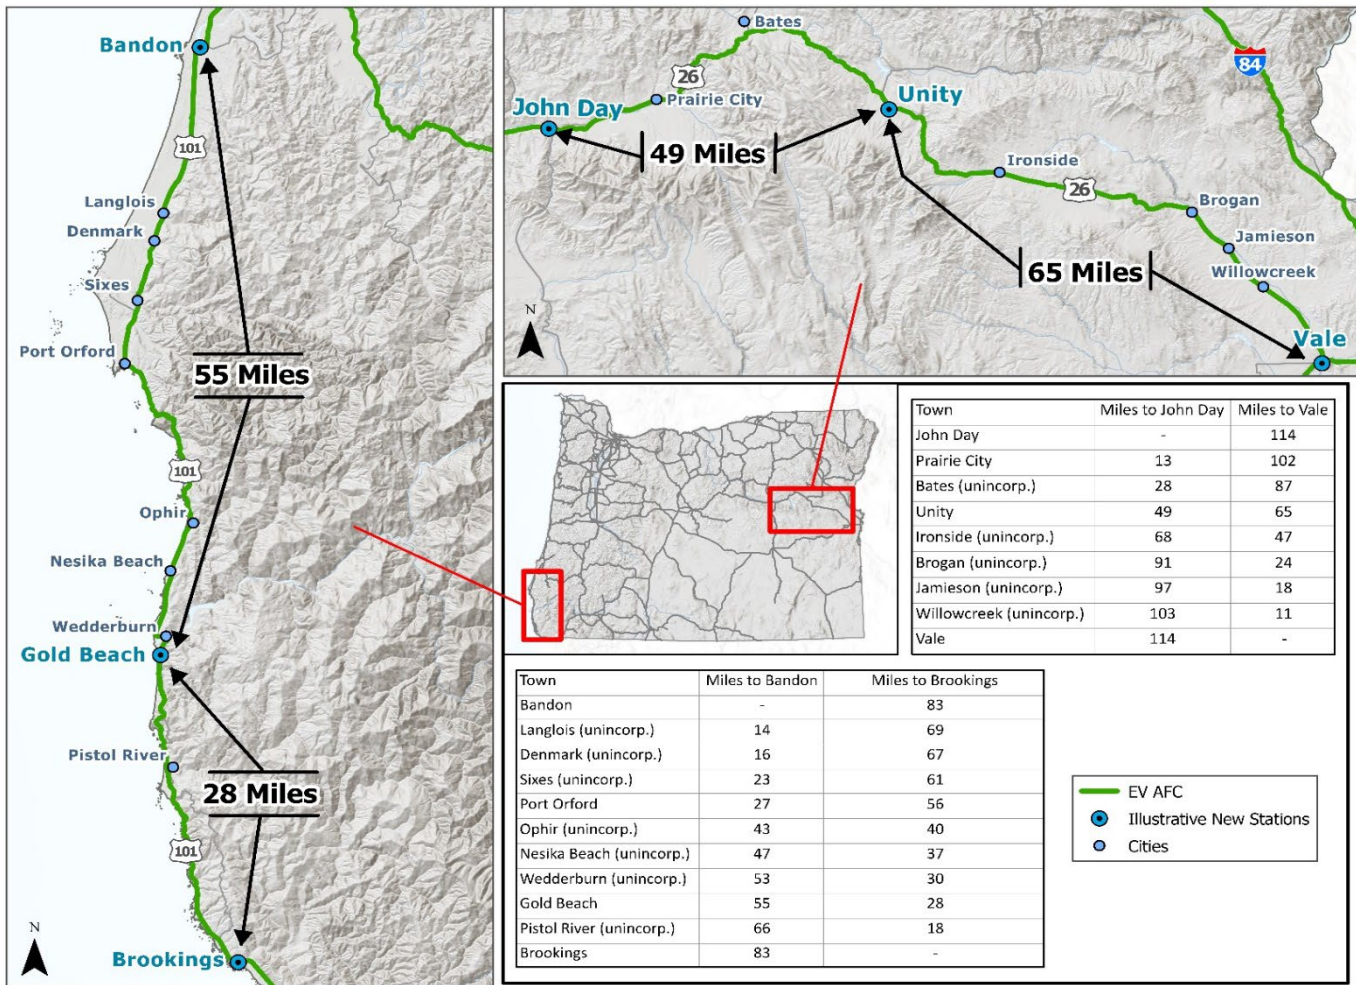 Bandon
101
Langlois
Denmark
Sixes
Port Orford
55 Miles
101
Ophir
Nesika Beach
Wedderburn
Gold Beach
Pistol River
28 Miles
101
N
Brookings
Bates
84
26
Prairie City
John Day
Unity
49 Miles
Ironside
26
Brogan
Jamieson
65 Miles
Willowcreek
N
Vale
Town Miles to John Day Miles to Vale
John Day - 114
Prairie City 13 102
Bates (unincorp.) 28 87
Unity 49 65
Ironside (unincorp.) 68 47
Brogan (unincorp.) 91 24
Jamieson (unincorp.) 97 18
Willowcreek (unincorp.) 103 11
Vale 114 -
Town Miles to Bandon Miles to Brookings
Bandon - 83
Langlois (unincorp.) 14 69
Denmark (unincorp.) 16 67
Sixes (unincorp.) 23 61
Port Orford 27 56
Ophir (unincorp.) 43 40
Nesika Beach (unincorp.) 47 37
Wedderburn (unincorp.) 53 30
Gold Beach 55 28
Pistol River (unincorp.) 66 18
Brookings 83 -
EV AFC
Illustrative New Stations
Cities